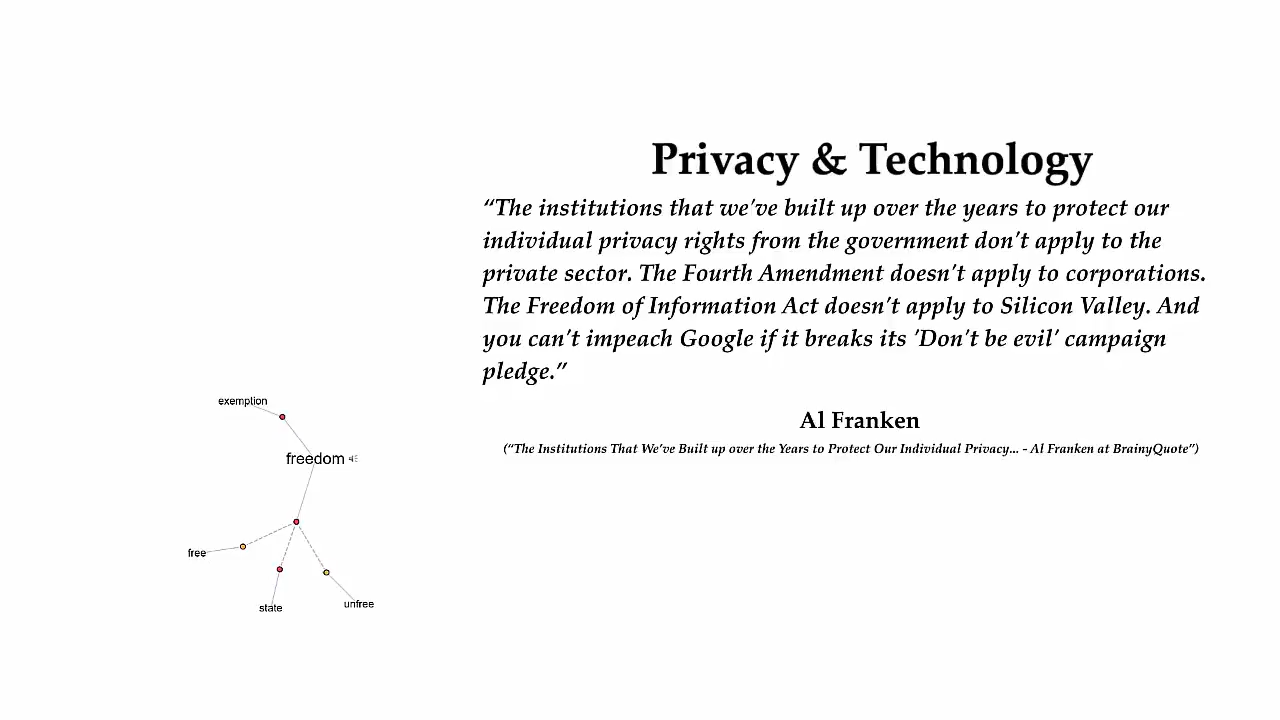 Privacy & Technology
“The institutions that we've built up over the years to protect our
individual privacy rights from the government don't apply to the
private sector. The Fourth Amendment doesn't apply to corporations.
The Freedom of Information Act doesn't apply to Silicon Valley. And
you can't impeach Google if it breaks its 'Don't be evil' campaign
pledge.”
Al Franken
(“The Institutions That We've Built up over the Years to Protect Our Individual Privacy... - Al Franken at BrainyQuote”)
exemption
freedom
free
state
unfree